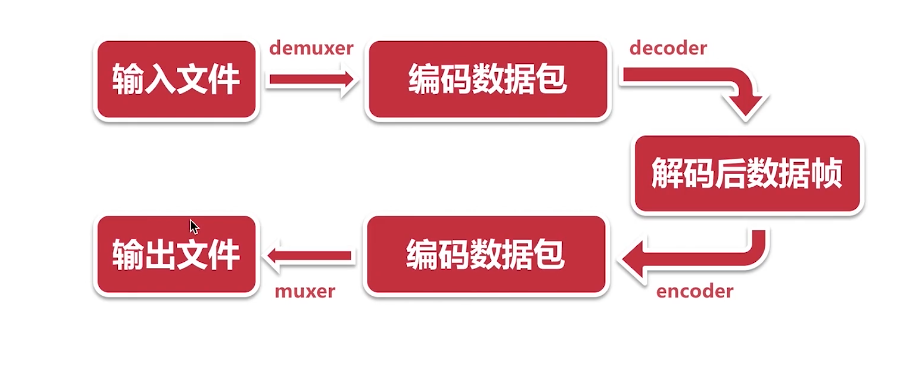 输入文件
demuxer
编码数据包
decoder
解码后数据帧
encoder
编码数据包
muxer
输出文件